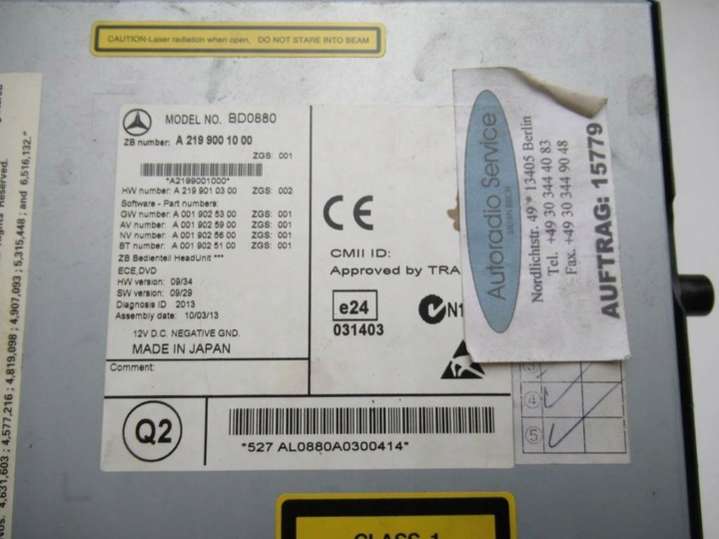 CAUTION-Laser radiation when open, DO NOT STARE INTO BEAM
MODEL NO. BD0880
ZB number: A 219 900 10 00
ZGS: 001
*A2199001000*
HW number: A 219 901 03 00 ZGS: 002
Software - Part numbers:
GW number: A 001 902 53 00 ZGS: 001
AV number: A 001 902 59 00 ZGS: 001
NV number: A 001 902 56 00 ZGS: 001
BT number: A 001 902 51 00 ZGS: 001
ZB Bedienteil HeadUnit ***
ECE,DVD
HW version: 09/34
SW version: 09/29
Diagnosis ID 2013
Assembly date: 10/03/13
12V D.C. NEGATIVE GND.
MADE IN JAPAN
Comment:
CE
CMII ID:
Approved by TRA
e24
031403
N1
Q2
*527 AL0880A0300414*
Autoradio Service
Nordlichtstr. 49 * 13405 Berlin
Tel. +49 30 344 40 83
Fax. +49 30 344 90 48
AUFTRAG: 15779
④
⑤
Rights Reserved.
Nos. 4,631,603 ; 4,577,216 ; 4,819,098 ; 4,907,093 ; 5,315,448 ; and 6,516,132."
CLASS 1